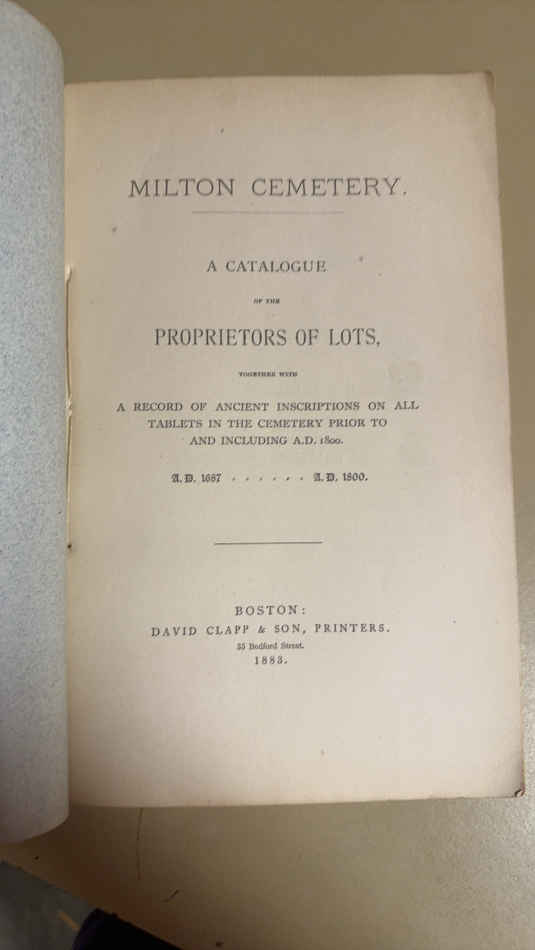 MILTON CEMETERY.
A CATALOGUE
OF THE
PROPRIETORS OF LOTS,
TOGETHER WITH
A RECORD OF ANCIENT INSCRIPTIONS ON ALL
TABLETS IN THE CEMETERY PRIOR TO
AND INCLUDING A.D. 1800.
A.D. 1687 . . . . . . A.D. 1800.
BOSTON:
DAVID CLAPP & SON, PRINTERS.
35 Bedford Street.
1883.